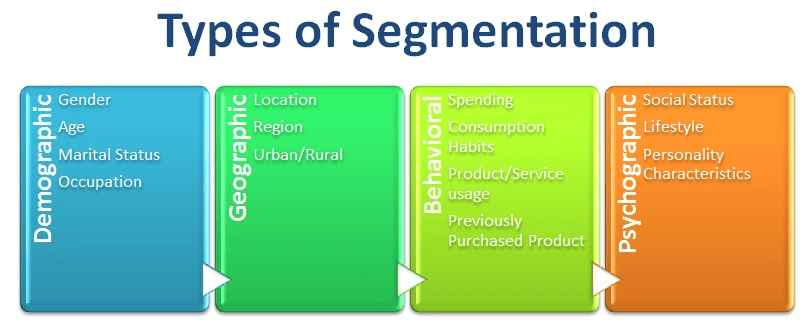 Types of Segmentation
Demographic
Gender
Age
Marital Status
Occupation
Geographic
Location
Region
Urban/Rural
Behavioral
Spending
Consumption
Habits
Product/Service
usage
Previously
Purchased Product
Psychographic
Social Status
Lifestyle
Personality
Characteristics